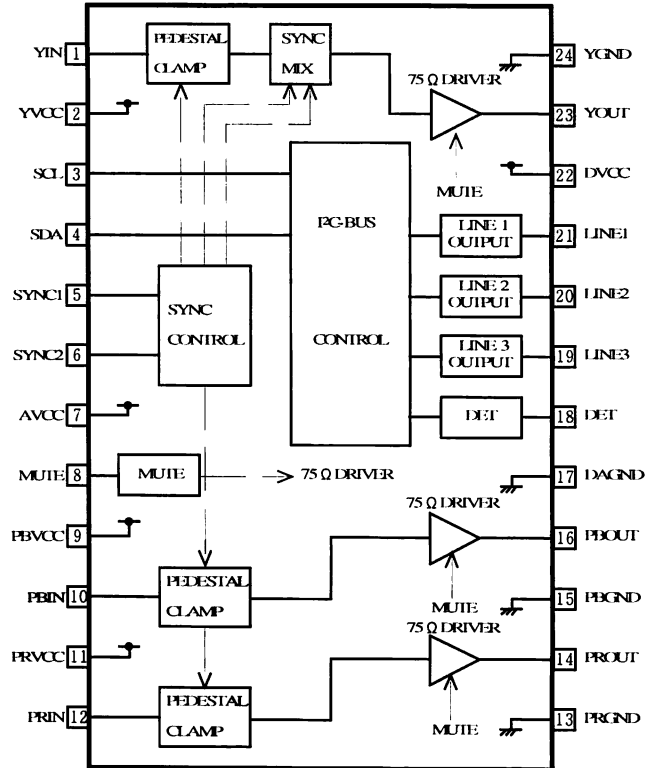 YIN 1
PEDESTAL
CLAMP
SYNC
MIX
24 YGND
YVCC 2
75 Ω DRIVER
23 YOUT
MUTE
SCL 3
22 DVCC
I²C-BUS
CONTROL
SDA 4
LINE 1
OUTPUT
21 LINE1
SYNC1 5
SYNC
CONTROL
LINE 2
OUTPUT
20 LINE2
SYNC2 6
LINE 3
OUTPUT
19 LINE3
AVCC 7
DET
18 DET
MUTE 8
MUTE
75 Ω DRIVER
17 DAGND
PBVCC 9
75 Ω DRIVER
16 PBOUT
PBIN 10
PEDESTAL
CLAMP
MUTE
15 PBGND
PRVCC 11
75 Ω DRIVER
14 PROUT
PRIN 12
PEDESTAL
CLAMP
MUTE
13 PRGND